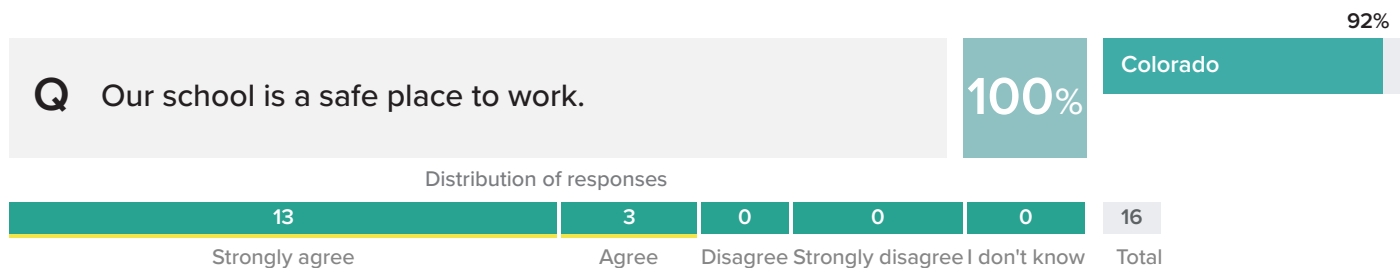 92%
Q Our school is a safe place to work.
100%
Colorado
Distribution of responses
13 3 0 0 0 16
Strongly agree Agree Disagree Strongly disagree I don't know Total